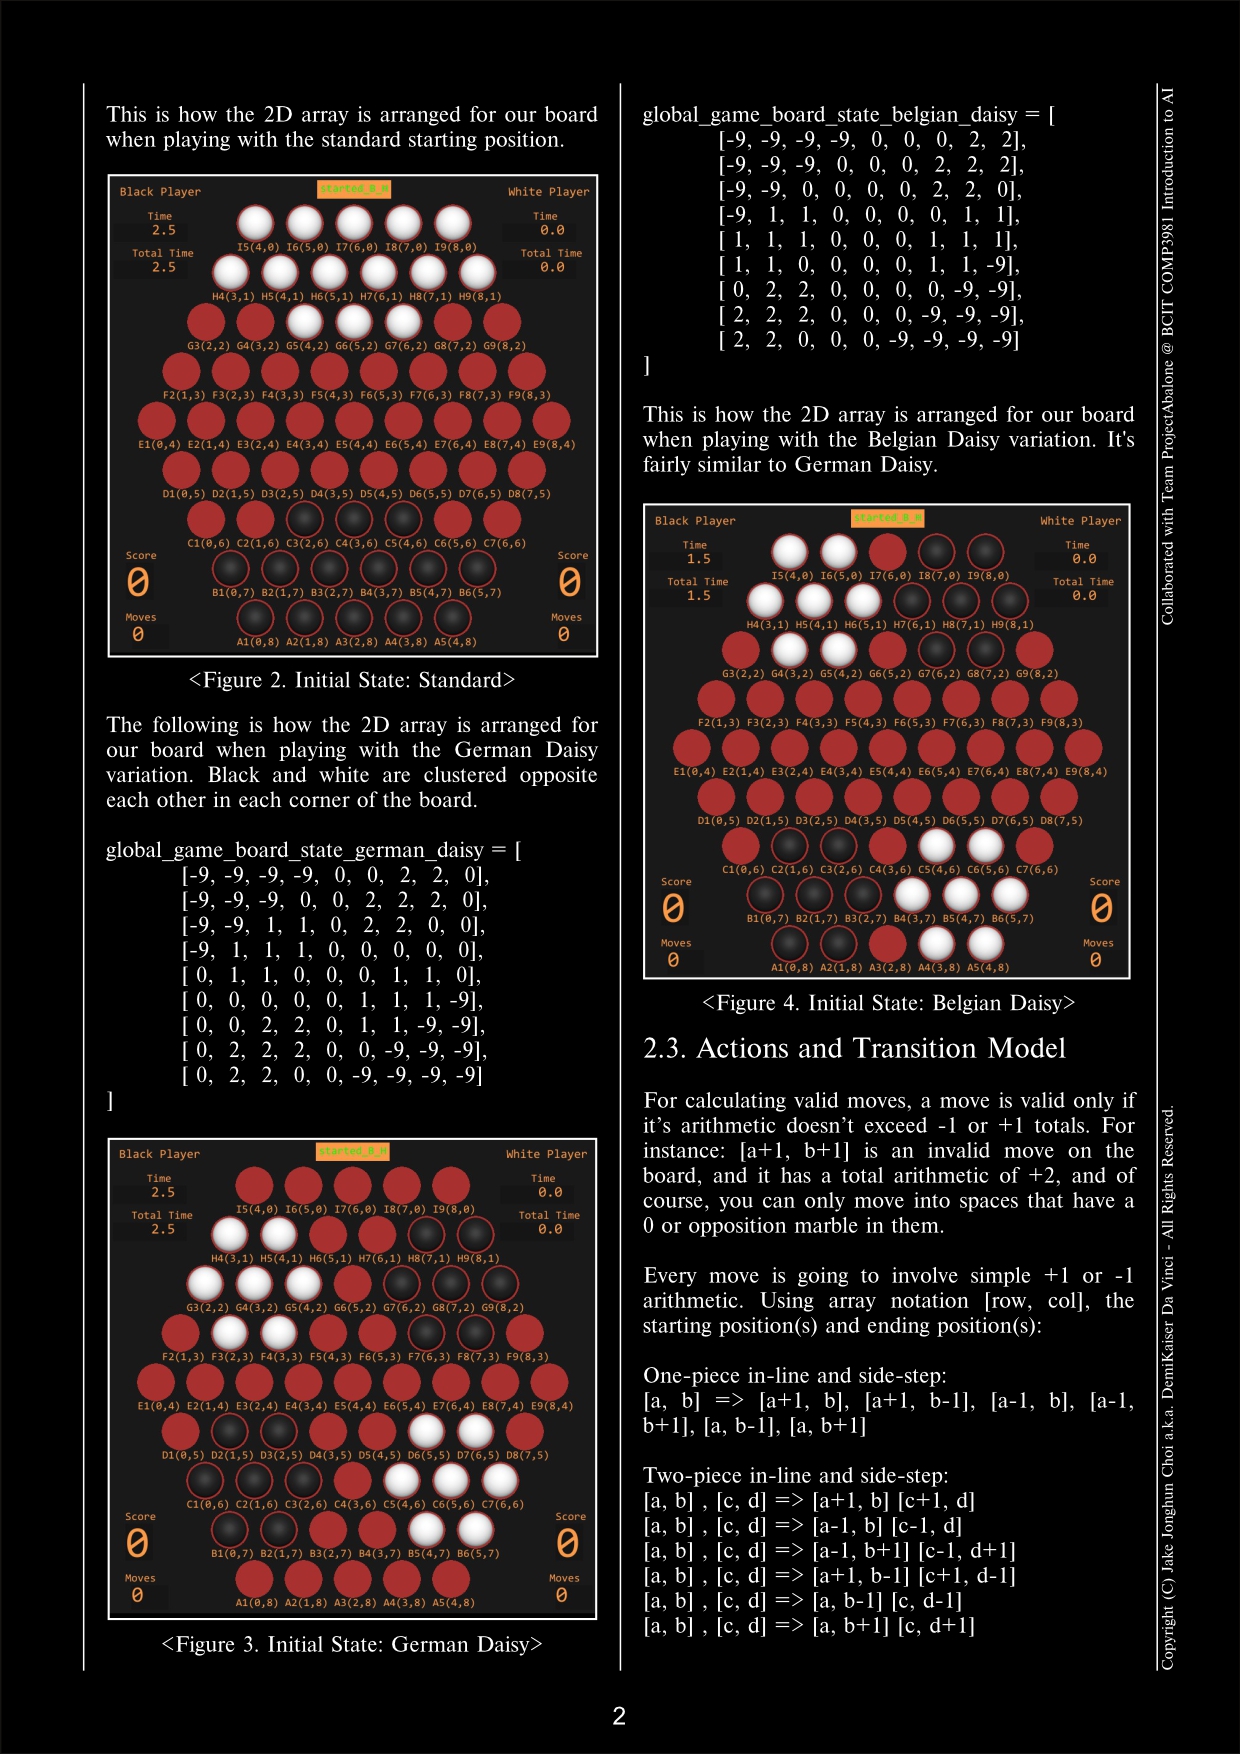 This is how the 2D array is arranged for our board
when playing with the standard starting position.
Black Player
started_B_H
White Player
Time
2.5
Time
0.0
Total Time
2.5
Total Time
0.0
I5(4,0) I6(5,0) I7(6,0) I8(7,0) I9(8,0)
H4(3,1) H5(4,1) H6(5,1) H7(6,1) H8(7,1) H9(8,1)
G3(2,2) G4(3,2) G5(4,2) G6(5,2) G7(6,2) G8(7,2) G9(8,2)
F2(1,3) F3(2,3) F4(3,3) F5(4,3) F6(5,3) F7(6,3) F8(7,3) F9(8,3)
E1(0,4) E2(1,4) E3(2,4) E4(3,4) E5(4,4) E6(5,4) E7(6,4) E8(7,4) E9(8,4)
D1(0,5) D2(1,5) D3(2,5) D4(3,5) D5(4,5) D6(5,5) D7(6,5) D8(7,5)
C1(0,6) C2(1,6) C3(2,6) C4(3,6) C5(4,6) C6(5,6) C7(6,6)
Score
0
Score
0
B1(0,7) B2(1,7) B3(2,7) B4(3,7) B5(4,7) B6(5,7)
Moves
0
Moves
0
A1(0,8) A2(1,8) A3(2,8) A4(3,8) A5(4,8)
<Figure 2. Initial State: Standard>
The following is how the 2D array is arranged for
our board when playing with the German Daisy
variation. Black and white are clustered opposite
each other in each corner of the board.
global_game_board_state_german_daisy = [
[-9, -9, -9, -9, 0, 0, 2, 2, 0],
[-9, -9, -9, 0, 0, 2, 2, 2, 0],
[-9, -9, 1, 1, 0, 2, 2, 0, 0],
[-9, 1, 1, 1, 0, 0, 0, 0, 0],
[ 0, 1, 1, 0, 0, 0, 1, 1, 0],
[ 0, 0, 0, 0, 0, 1, 1, 1, -9],
[ 0, 0, 2, 2, 0, 1, 1, -9, -9],
[ 0, 2, 2, 2, 0, 0, -9, -9, -9],
[ 0, 2, 2, 0, 0, -9, -9, -9, -9]
]
Black Player
started_B_H
White Player
Time
2.5
Time
0.0
Total Time
2.5
Total Time
0.0
I5(4,0) I6(5,0) I7(6,0) I8(7,0) I9(8,0)
H4(3,1) H5(4,1) H6(5,1) H7(6,1) H8(7,1) H9(8,1)
G3(2,2) G4(3,2) G5(4,2) G6(5,2) G7(6,2) G8(7,2) G9(8,2)
F2(1,3) F3(2,3) F4(3,3) F5(4,3) F6(5,3) F7(6,3) F8(7,3) F9(8,3)
E1(0,4) E2(1,4) E3(2,4) E4(3,4) E5(4,4) E6(5,4) E7(6,4) E8(7,4) E9(8,4)
D1(0,5) D2(1,5) D3(2,5) D4(3,5) D5(4,5) D6(5,5) D7(6,5) D8(7,5)
C1(0,6) C2(1,6) C3(2,6) C4(3,6) C5(4,6) C6(5,6) C7(6,6)
Score
0
Score
0
B1(0,7) B2(1,7) B3(2,7) B4(3,7) B5(4,7) B6(5,7)
Moves
0
Moves
0
A1(0,8) A2(1,8) A3(2,8) A4(3,8) A5(4,8)
<Figure 3. Initial State: German Daisy>
global_game_board_state_belgian_daisy = [
[-9, -9, -9, -9, 0, 0, 0, 2, 2],
[-9, -9, -9, 0, 0, 0, 2, 2, 2],
[-9, -9, 0, 0, 0, 0, 2, 2, 0],
[-9, 1, 1, 0, 0, 0, 0, 1, 1],
[ 1, 1, 1, 0, 0, 0, 1, 1, 1],
[ 1, 1, 0, 0, 0, 0, 1, 1, -9],
[ 0, 2, 2, 0, 0, 0, 0, -9, -9],
[ 2, 2, 2, 0, 0, 0, -9, -9, -9],
[ 2, 2, 0, 0, 0, -9, -9, -9, -9]
]
This is how the 2D array is arranged for our board
when playing with the Belgian Daisy variation. It's
fairly similar to German Daisy.
Black Player
started_B_H
White Player
Time
1.5
Time
0.0
Total Time
1.5
Total Time
0.0
I5(4,0) I6(5,0) I7(6,0) I8(7,0) I9(8,0)
H4(3,1) H5(4,1) H6(5,1) H7(6,1) H8(7,1) H9(8,1)
G3(2,2) G4(3,2) G5(4,2) G6(5,2) G7(6,2) G8(7,2) G9(8,2)
F2(1,3) F3(2,3) F4(3,3) F5(4,3) F6(5,3) F7(6,3) F8(7,3) F9(8,3)
E1(0,4) E2(1,4) E3(2,4) E4(3,4) E5(4,4) E6(5,4) E7(6,4) E8(7,4) E9(8,4)
D1(0,5) D2(1,5) D3(2,5) D4(3,5) D5(4,5) D6(5,5) D7(6,5) D8(7,5)
C1(0,6) C2(1,6) C3(2,6) C4(3,6) C5(4,6) C6(5,6) C7(6,6)
Score
0
Score
0
B1(0,7) B2(1,7) B3(2,7) B4(3,7) B5(4,7) B6(5,7)
Moves
0
Moves
0
A1(0,8) A2(1,8) A3(2,8) A4(3,8) A5(4,8)
<Figure 4. Initial State: Belgian Daisy>
2.3. Actions and Transition Model
For calculating valid moves, a move is valid only if
it’s arithmetic doesn’t exceed -1 or +1 totals. For
instance: [a+1, b+1] is an invalid move on the
board, and it has a total arithmetic of +2, and of
course, you can only move into spaces that have a
0 or opposition marble in them.
Every move is going to involve simple +1 or -1
arithmetic. Using array notation [row, col], the
starting position(s) and ending position(s):
One-piece in-line and side-step:
[a, b] => [a+1, b], [a+1, b-1], [a-1, b], [a-1,
b+1], [a, b-1], [a, b+1]
Two-piece in-line and side-step:
[a, b] , [c, d] => [a+1, b] [c+1, d]
[a, b] , [c, d] => [a-1, b] [c-1, d]
[a, b] , [c, d] => [a-1, b+1] [c-1, d+1]
[a, b] , [c, d] => [a+1, b-1] [c+1, d-1]
[a, b] , [c, d] => [a, b-1] [c, d-1]
[a, b] , [c, d] => [a, b+1] [c, d+1]
Collaborated with Team ProjectAbalone @ BCIT COMP3981 Introduction to AI
Copyright (C) Jake Jonghun Choi a.k.a. DemiKaiser Da Vinci - All Rights Reserved.
2